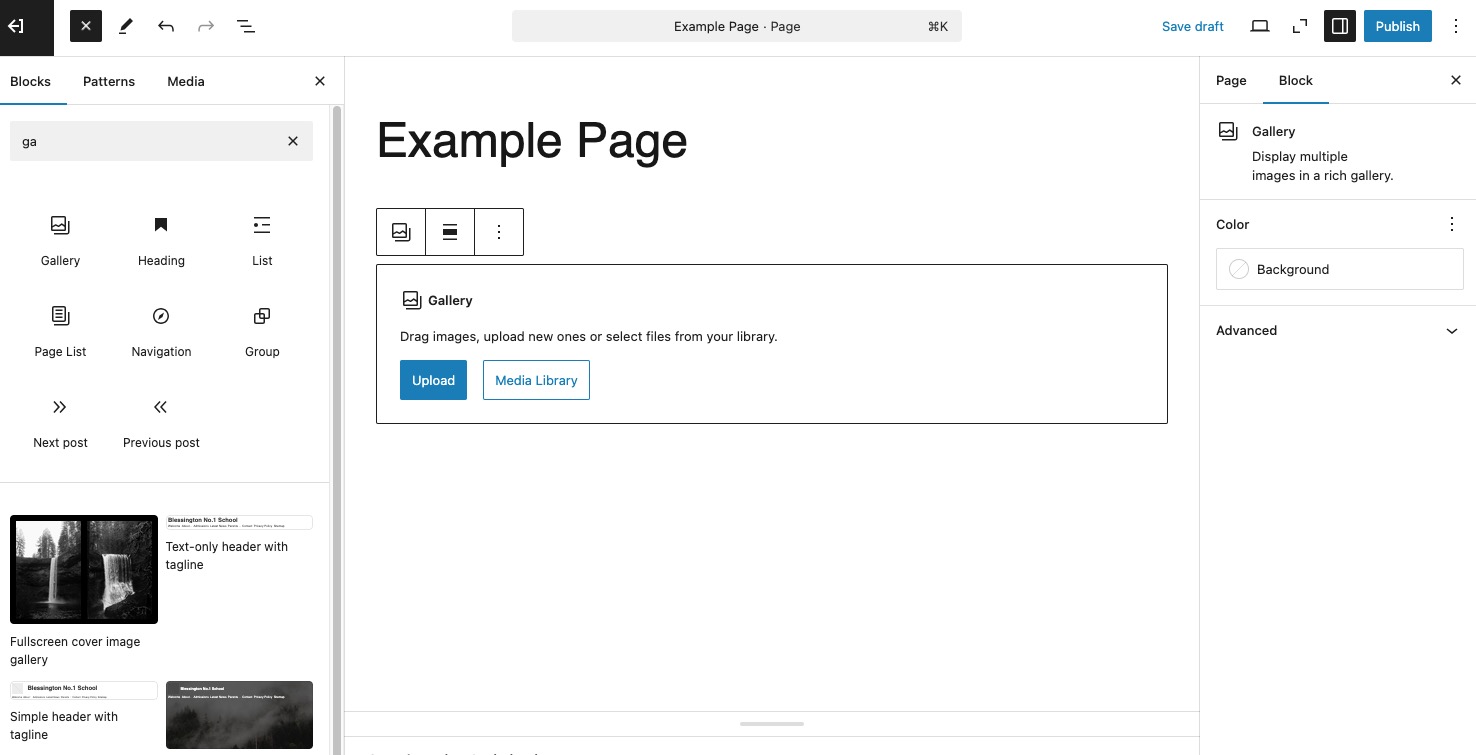 Example Page · Page
⌘K
Save draft
Publish
Blocks
Patterns
Media
ga
Gallery
Heading
List
Page List
Navigation
Group
Next post
Previous post
Fullscreen cover image
gallery
Blessington No.1 School
Text-only header with
tagline
Blessington No.1 School
Simple header with
tagline
Blessington No.1 School
Example Page
Gallery
Drag images, upload new ones or select files from your library.
Upload
Media Library
Page
Block
Gallery
Display multiple
images in a rich gallery.
Color
Background
Advanced